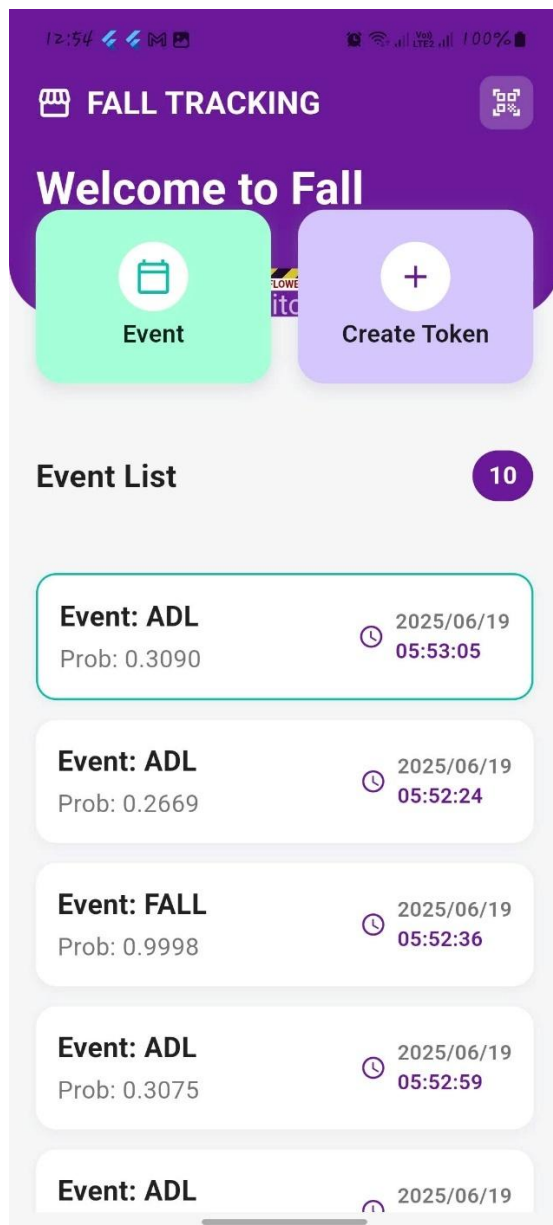 12:54
LTE2 100%
FALL TRACKING
Welcome to Fall
Event
Create Token
Event List
10
Event: ADL
2025/06/19
Prob: 0.3090
05:53:05
Event: ADL
2025/06/19
Prob: 0.2669
05:52:24
Event: FALL
2025/06/19
Prob: 0.9998
05:52:36
Event: ADL
2025/06/19
Prob: 0.3075
05:52:59
Event: ADL
2025/06/19